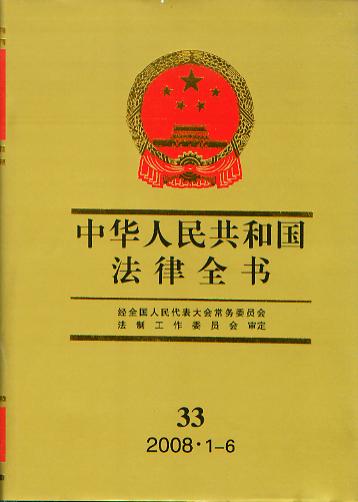 中华人民共和国
法律全书
经全国人民代表大会常务委员会
法制工作委员会 审定
33
2008·1-6